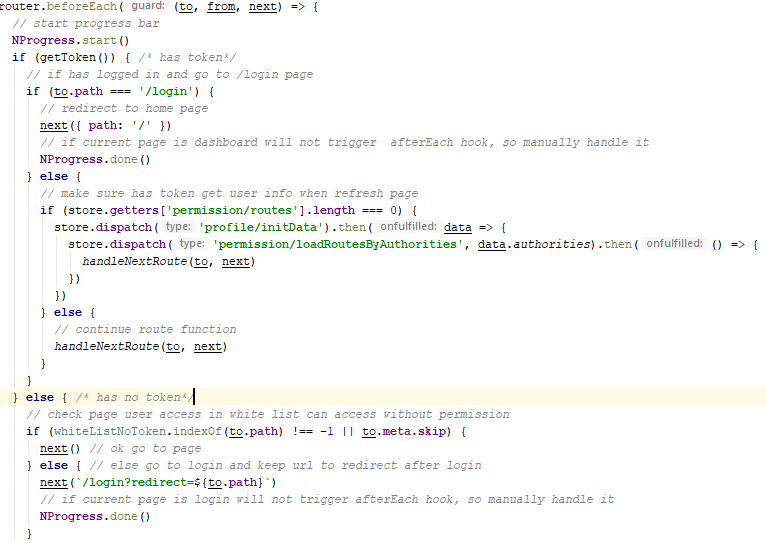 router.beforeEach( guard: (to, from, next) => {
  // start progress bar
  NProgress.start()
  if (getToken()) { /* has token*/
    // if has logged in and go to /login page
    if (to.path === '/login') {
      // redirect to home page
      next({ path: '/' })
      // if current page is dashboard will not trigger  afterEach hook, so manually handle it
      NProgress.done()
    } else {
      // make sure has token get user info when refresh page
      if (store.getters['permission/routes'].length === 0) {
        store.dispatch( type: 'profile/initData').then( onfulfilled: data => {
          store.dispatch( type: 'permission/loadRoutesByAuthorities', data.authorities).then( onfulfilled: () => {
            handleNextRoute(to, next)
          })
        })
      } else {
        // continue route function
        handleNextRoute(to, next)
      }
    }
  } else { /* has no token*/
    // check page user access in white list can access without permission
    if (whiteListNoToken.indexOf(to.path) !== -1 || to.meta.skip) {
      next() // ok go to page
    } else { // else go to login and keep url to redirect after login
      next(`/login?redirect=${to.path}`)
      // if current page is login will not trigger afterEach hook, so manually handle it
      NProgress.done()
    }